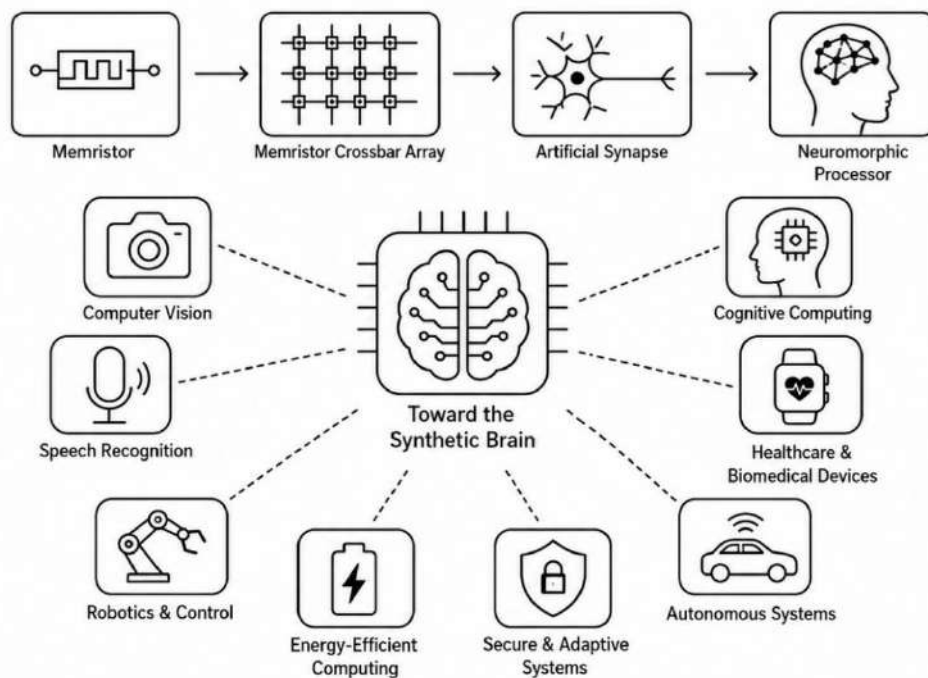 Memristor
Memristor Crossbar Array
Artificial Synapse
Neuromorphic
Processor
Computer Vision
Cognitive Computing
Speech Recognition
Toward the
Synthetic Brain
Healthcare &
Biomedical Devices
Robotics & Control
Energy-Efficient
Computing
Secure & Adaptive
Systems
Autonomous Systems